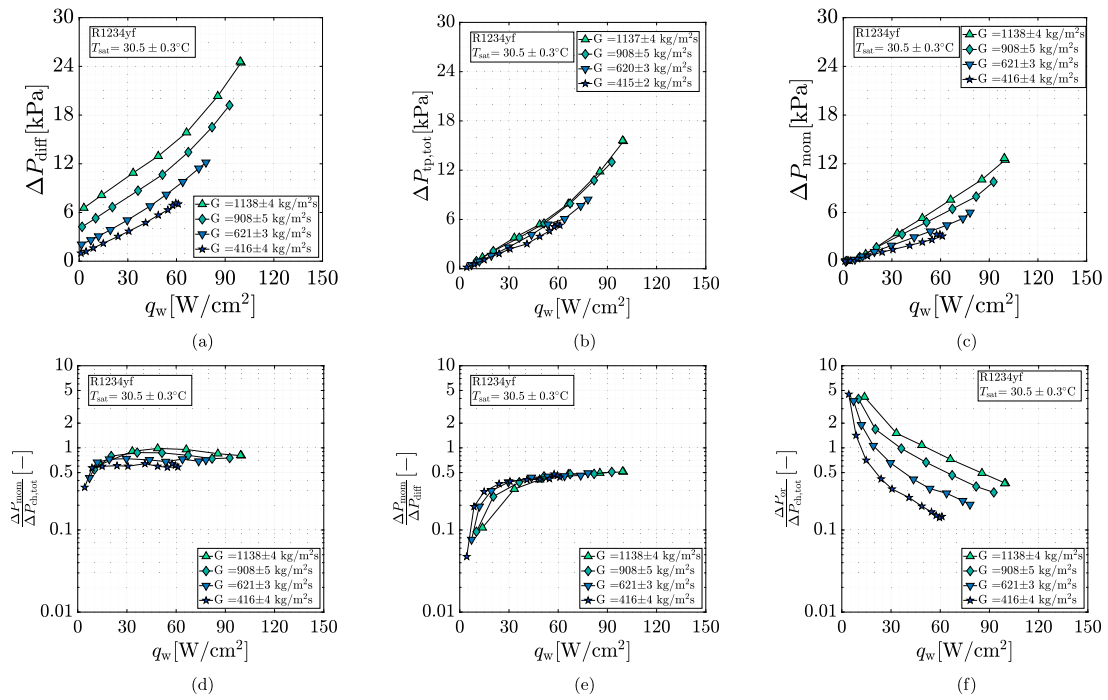 30
24
18
12
6
0
ΔP_diff [kPa]
R1234yf
T_sat = 30.5 ± 0.3°C
G =1138±4 kg/m²s
G =908±5 kg/m²s
G =621±3 kg/m²s
G =416±4 kg/m²s
0 30 60 90 120 150
q_w [W/cm²]
(a)
30
24
18
12
6
0
ΔP_tp,tot [kPa]
R1234yf
T_sat = 30.5 ± 0.3°C
G =1137±4 kg/m²s
G =908±5 kg/m²s
G =620±3 kg/m²s
G =415±2 kg/m²s
0 30 60 90 120 150
q_w [W/cm²]
(b)
30
24
18
12
6
0
ΔP_mom [kPa]
R1234yf
T_sat = 30.5 ± 0.3°C
G =1138±4 kg/m²s
G =908±5 kg/m²s
G =621±3 kg/m²s
G =416±4 kg/m²s
0 30 60 90 120 150
q_w [W/cm²]
(c)
10
5
1
0.5
0.1
0.01
ΔP_mom/ΔP_ch,tot [−]
R1234yf
T_sat = 30.5 ± 0.3°C
G =1138±4 kg/m²s
G =908±5 kg/m²s
G =621±3 kg/m²s
G =416±4 kg/m²s
0 30 60 90 120 150
q_w [W/cm²]
(d)
10
5
1
0.5
0.1
0.01
ΔP_mom/ΔP_diff [−]
R1234yf
T_sat = 30.5 ± 0.3°C
G =1138±4 kg/m²s
G =908±5 kg/m²s
G =621±3 kg/m²s
G =416±4 kg/m²s
0 30 60 90 120 150
q_w [W/cm²]
(e)
10
5
1
0.5
0.1
0.01
ΔP_or/ΔP_ch,tot [−]
R1234yf
T_sat = 30.5 ± 0.3°C
G =1138±4 kg/m²s
G =908±5 kg/m²s
G =621±3 kg/m²s
G =416±4 kg/m²s
0 30 60 90 120 150
q_w [W/cm²]
(f)